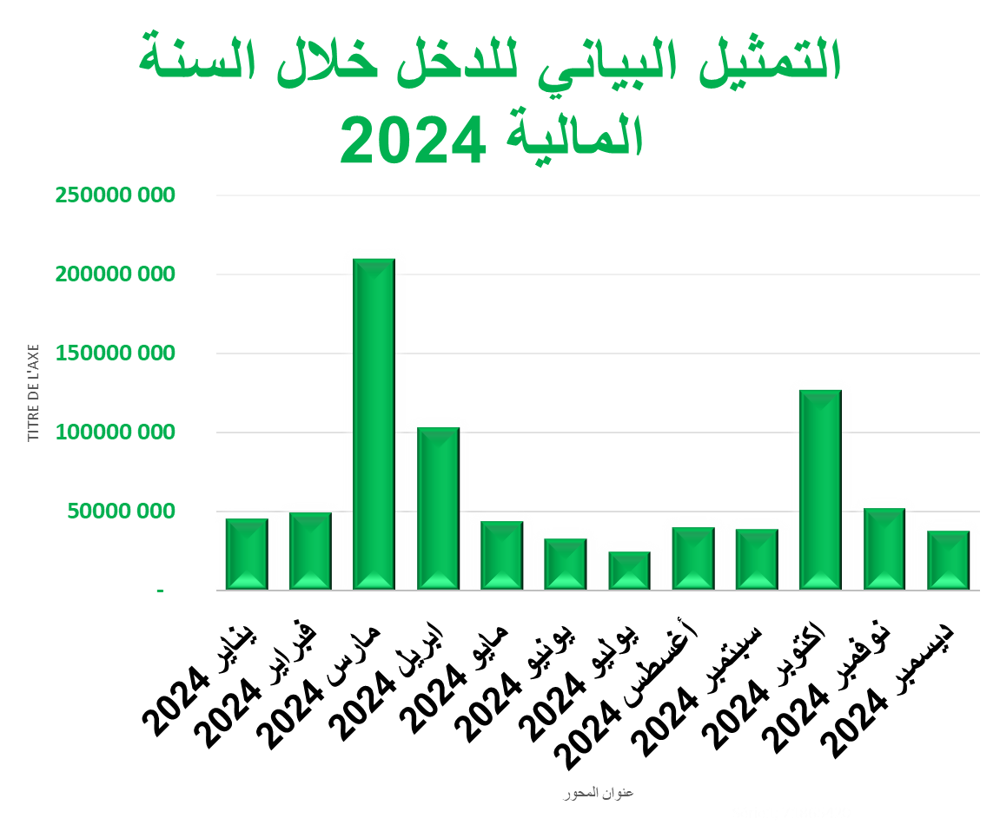 التمثيل البياني للدخل خلال السنة
المالية 2024
250000 000
200000 000
150000 000
100000 000
50000 000
-
TITRE DE L'AXE
يناير 2024
فبراير 2024
مارس 2024
ابريل 2024
مايو 2024
يونيو 2024
يوليو 2024
أغسطس 2024
سبتمبر 2024
اكتوبر 2024
نوفمبر 2024
ديسمبر 2024
عنوان المحور